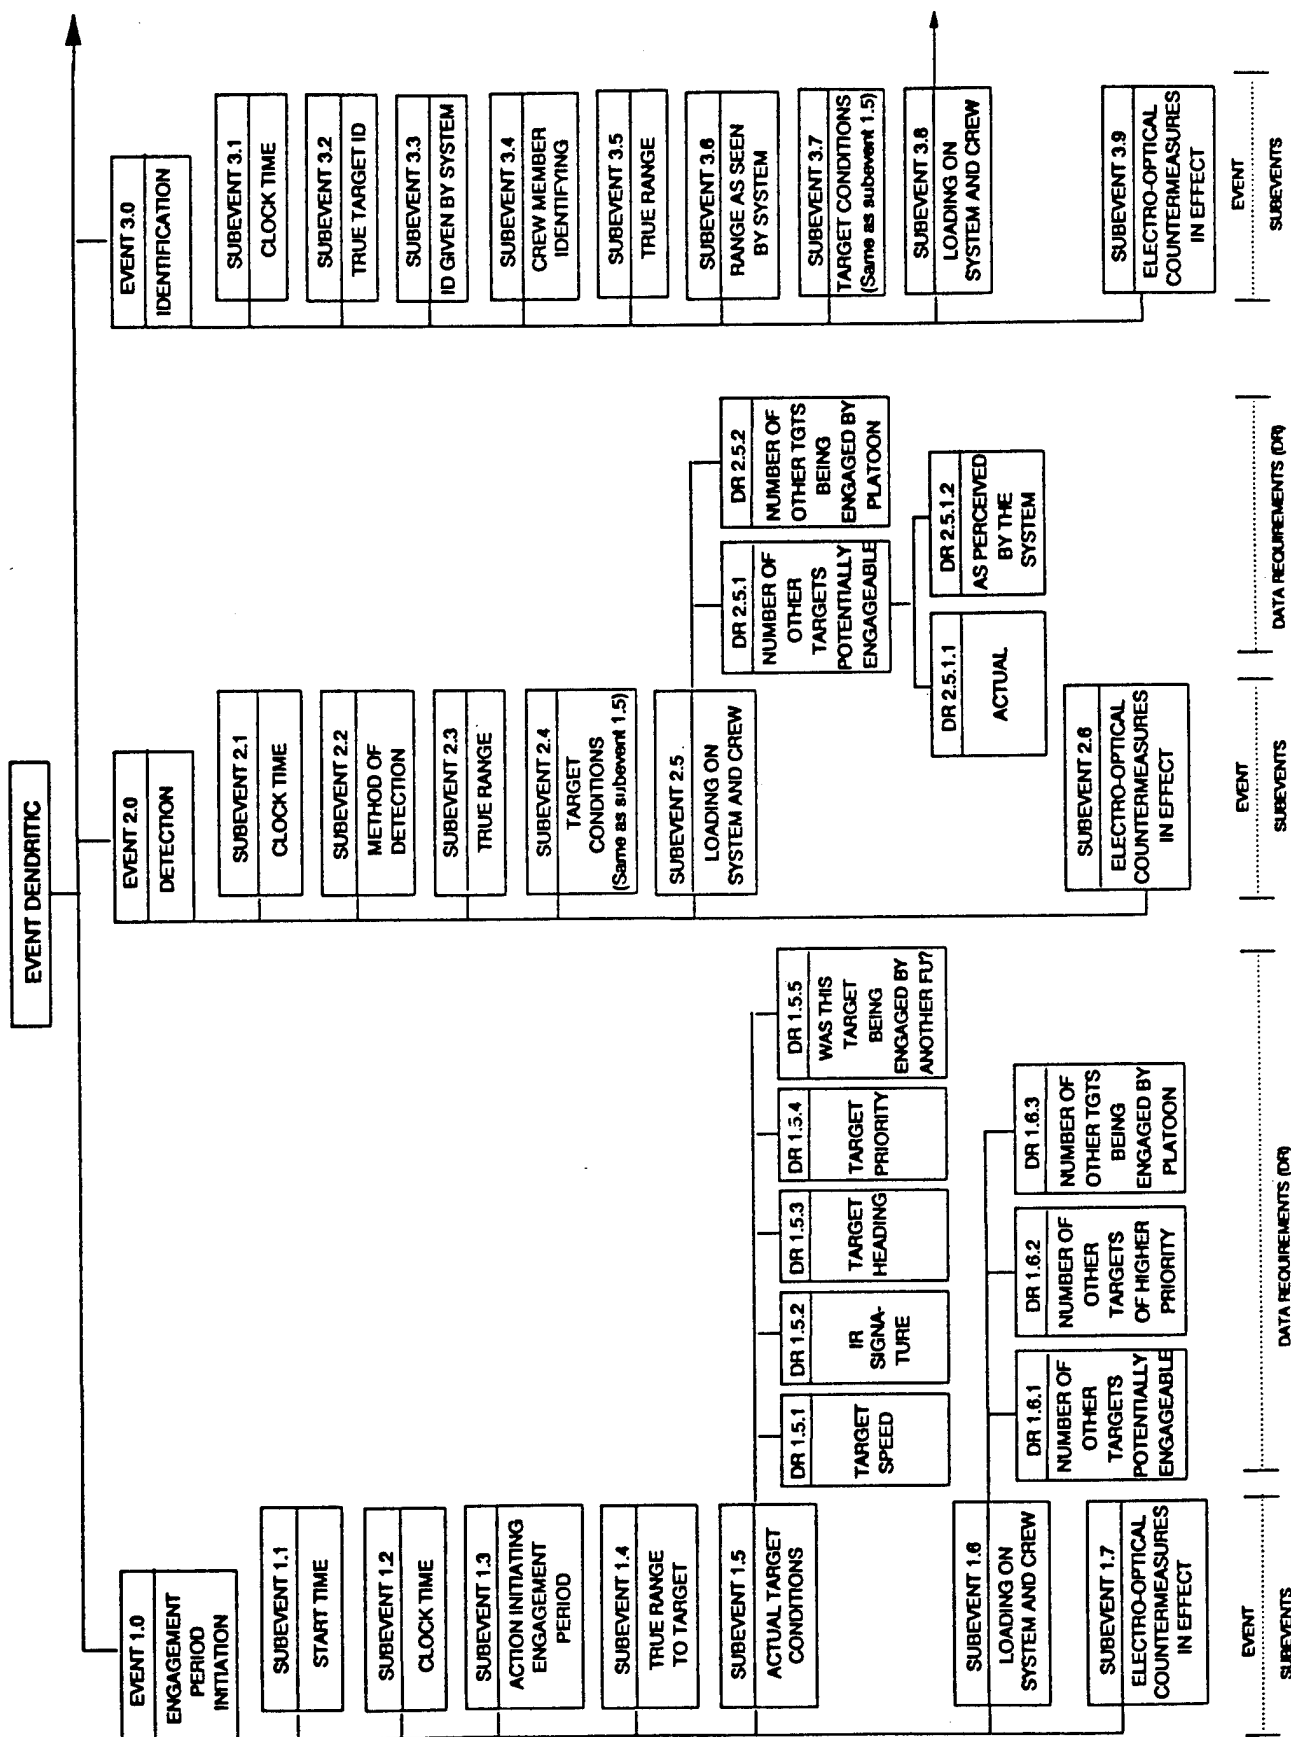 EVENT DENDRITIC
EVENT 1.0
ENGAGEMENT
PERIOD
INITIATION
SUBEVENT 1.1
START TIME
SUBEVENT 1.2
CLOCK TIME
SUBEVENT 1.3
ACTION INITIATING
ENGAGEMENT
PERIOD
SUBEVENT 1.4
TRUE RANGE
TO TARGET
SUBEVENT 1.5
ACTUAL TARGET
CONDITIONS
DR 1.5.1
TARGET
SPEED
DR 1.5.2
IR
SIGNA-
TURE
DR 1.5.3
TARGET
HEADING
DR 1.5.4
TARGET
PRIORITY
DR 1.5.5
WAS THIS
TARGET
BEING
ENGAGED BY
ANOTHER FU?
SUBEVENT 1.6
LOADING ON
SYSTEM AND CREW
DR 1.6.1
NUMBER OF
OTHER
TARGETS
POTENTIALLY
ENGAGEABLE
DR 1.6.2
NUMBER OF
OTHER
TARGETS
OF HIGHER
PRIORITY
DR 1.6.3
NUMBER OF
OTHER TGTS
BEING
ENGAGED BY
PLATOON
SUBEVENT 1.7
ELECTRO-OPTICAL
COUNTERMEASURES
IN EFFECT
EVENT
SUBEVENTS
DATA REQUIREMENTS (DR)
EVENT 2.0
DETECTION
SUBEVENT 2.1
CLOCK TIME
SUBEVENT 2.2
METHOD OF
DETECTION
SUBEVENT 2.3
TRUE RANGE
SUBEVENT 2.4
TARGET
CONDITIONS
(Same as subevent 1.5)
SUBEVENT 2.5
LOADING ON
SYSTEM AND CREW
DR 2.5.1
NUMBER OF
OTHER
TARGETS
POTENTIALLY
ENGAGEABLE
DR 2.5.2
NUMBER OF
OTHER TGTS
BEING
ENGAGED BY
PLATOON
DR 2.5.1.1
ACTUAL
DR 2.5.1.2
AS PERCEIVED
BY THE
SYSTEM
SUBEVENT 2.6
ELECTRO-OPTICAL
COUNTERMEASURES
IN EFFECT
EVENT
SUBEVENTS
DATA REQUIREMENTS (DR)
EVENT 3.0
IDENTIFICATION
SUBEVENT 3.1
CLOCK TIME
SUBEVENT 3.2
TRUE TARGET ID
SUBEVENT 3.3
ID GIVEN BY SYSTEM
SUBEVENT 3.4
CREW MEMBER
IDENTIFYING
SUBEVENT 3.5
TRUE RANGE
SUBEVENT 3.6
RANGE AS SEEN
BY SYSTEM
SUBEVENT 3.7
TARGET CONDITIONS
(Same as subevent 1.5)
SUBEVENT 3.8
LOADING ON
SYSTEM AND CREW
SUBEVENT 3.9
ELECTRO-OPTICAL
COUNTERMEASURES
IN EFFECT
EVENT
SUBEVENTS